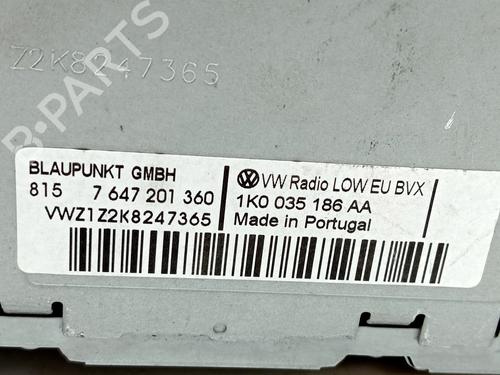 Z2K8247365
B-PARTS
BLAUPUNKT GMBH
815 7 647 201 360
VWZ1Z2K8247365
VW Radio LOW EU BVX
1K0 035 186 AA
Made in Portugal